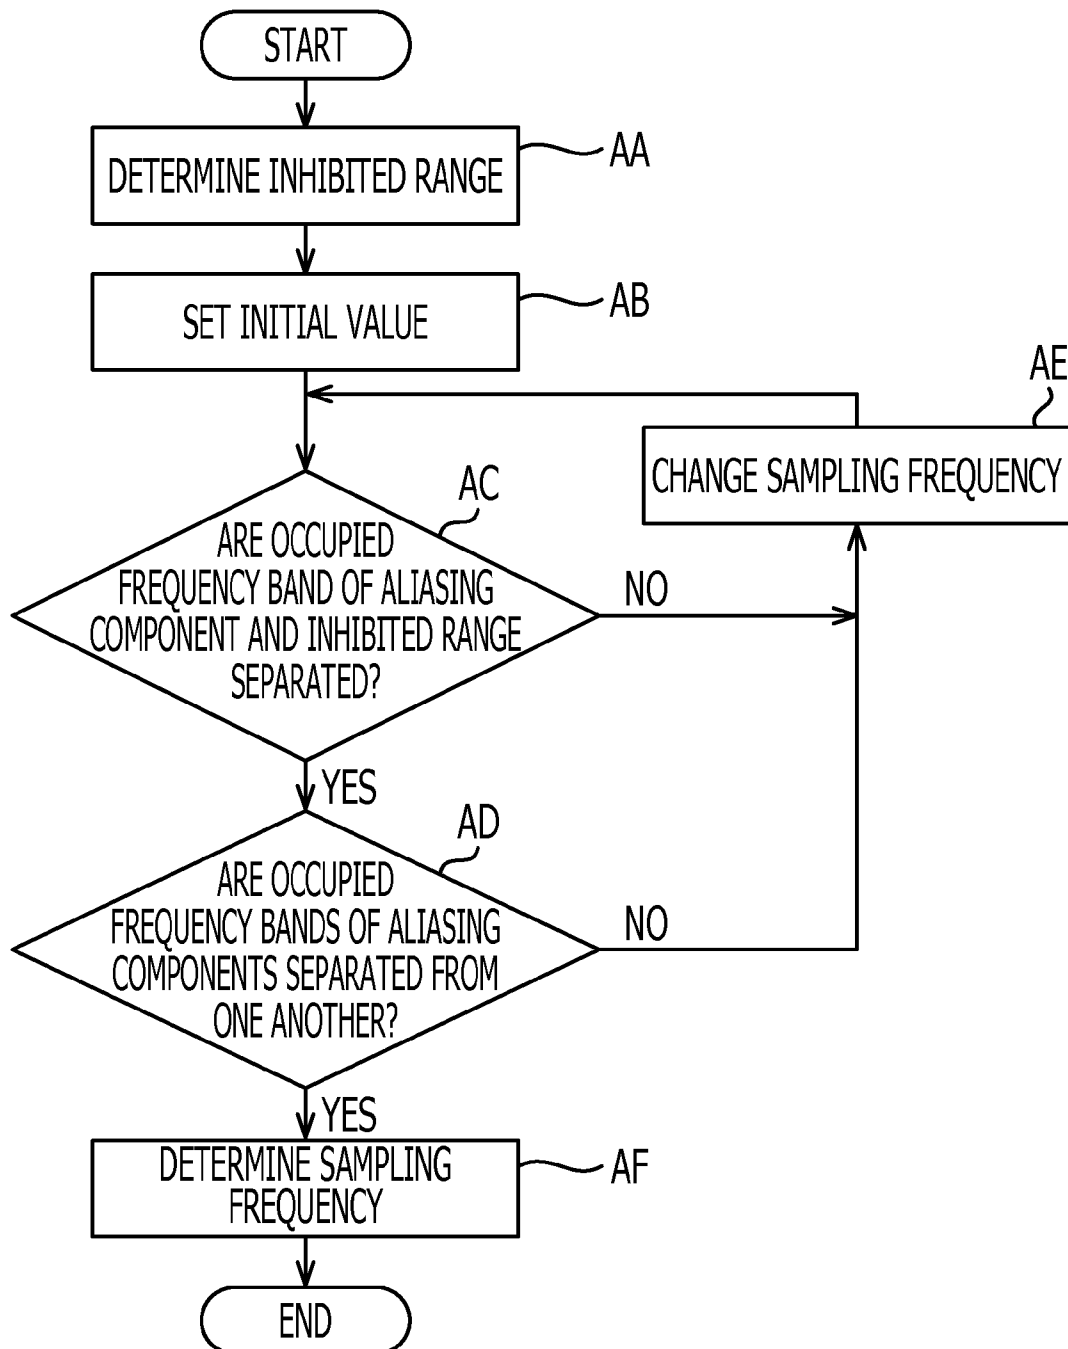 START
DETERMINE INHIBITED RANGE
AA
SET INITIAL VALUE
AB
AE
CHANGE SAMPLING FREQUENCY
AC
ARE OCCUPIED
FREQUENCY BAND OF ALIASING
COMPONENT AND INHIBITED RANGE
SEPARATED?
NO
YES
AD
ARE OCCUPIED
FREQUENCY BANDS OF ALIASING
COMPONENTS SEPARATED FROM
ONE ANOTHER?
NO
YES
DETERMINE SAMPLING
FREQUENCY
AF
END